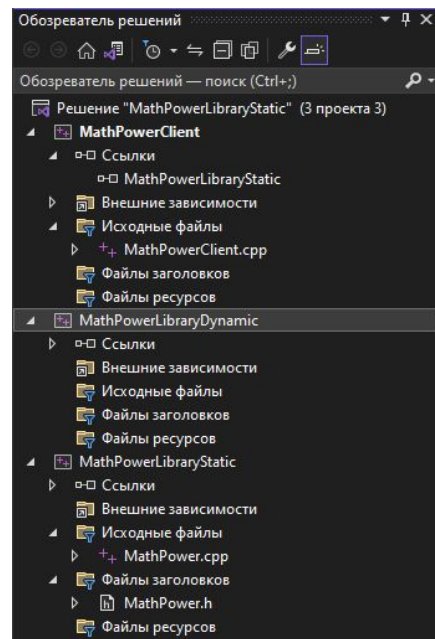 Обозреватель решений
Обозреватель решений — поиск (Ctrl+;)
Решение "MathPowerLibraryStatic" (3 проекта 3)
++ MathPowerClient
Ссылки
MathPowerLibraryStatic
Внешние зависимости
Исходные файлы
++ MathPowerClient.cpp
Файлы заголовков
Файлы ресурсов
++ MathPowerLibraryDynamic
Ссылки
Внешние зависимости
Исходные файлы
Файлы заголовков
Файлы ресурсов
++ MathPowerLibraryStatic
Ссылки
Внешние зависимости
Исходные файлы
++ MathPower.cpp
Файлы заголовков
h MathPower.h
Файлы ресурсов